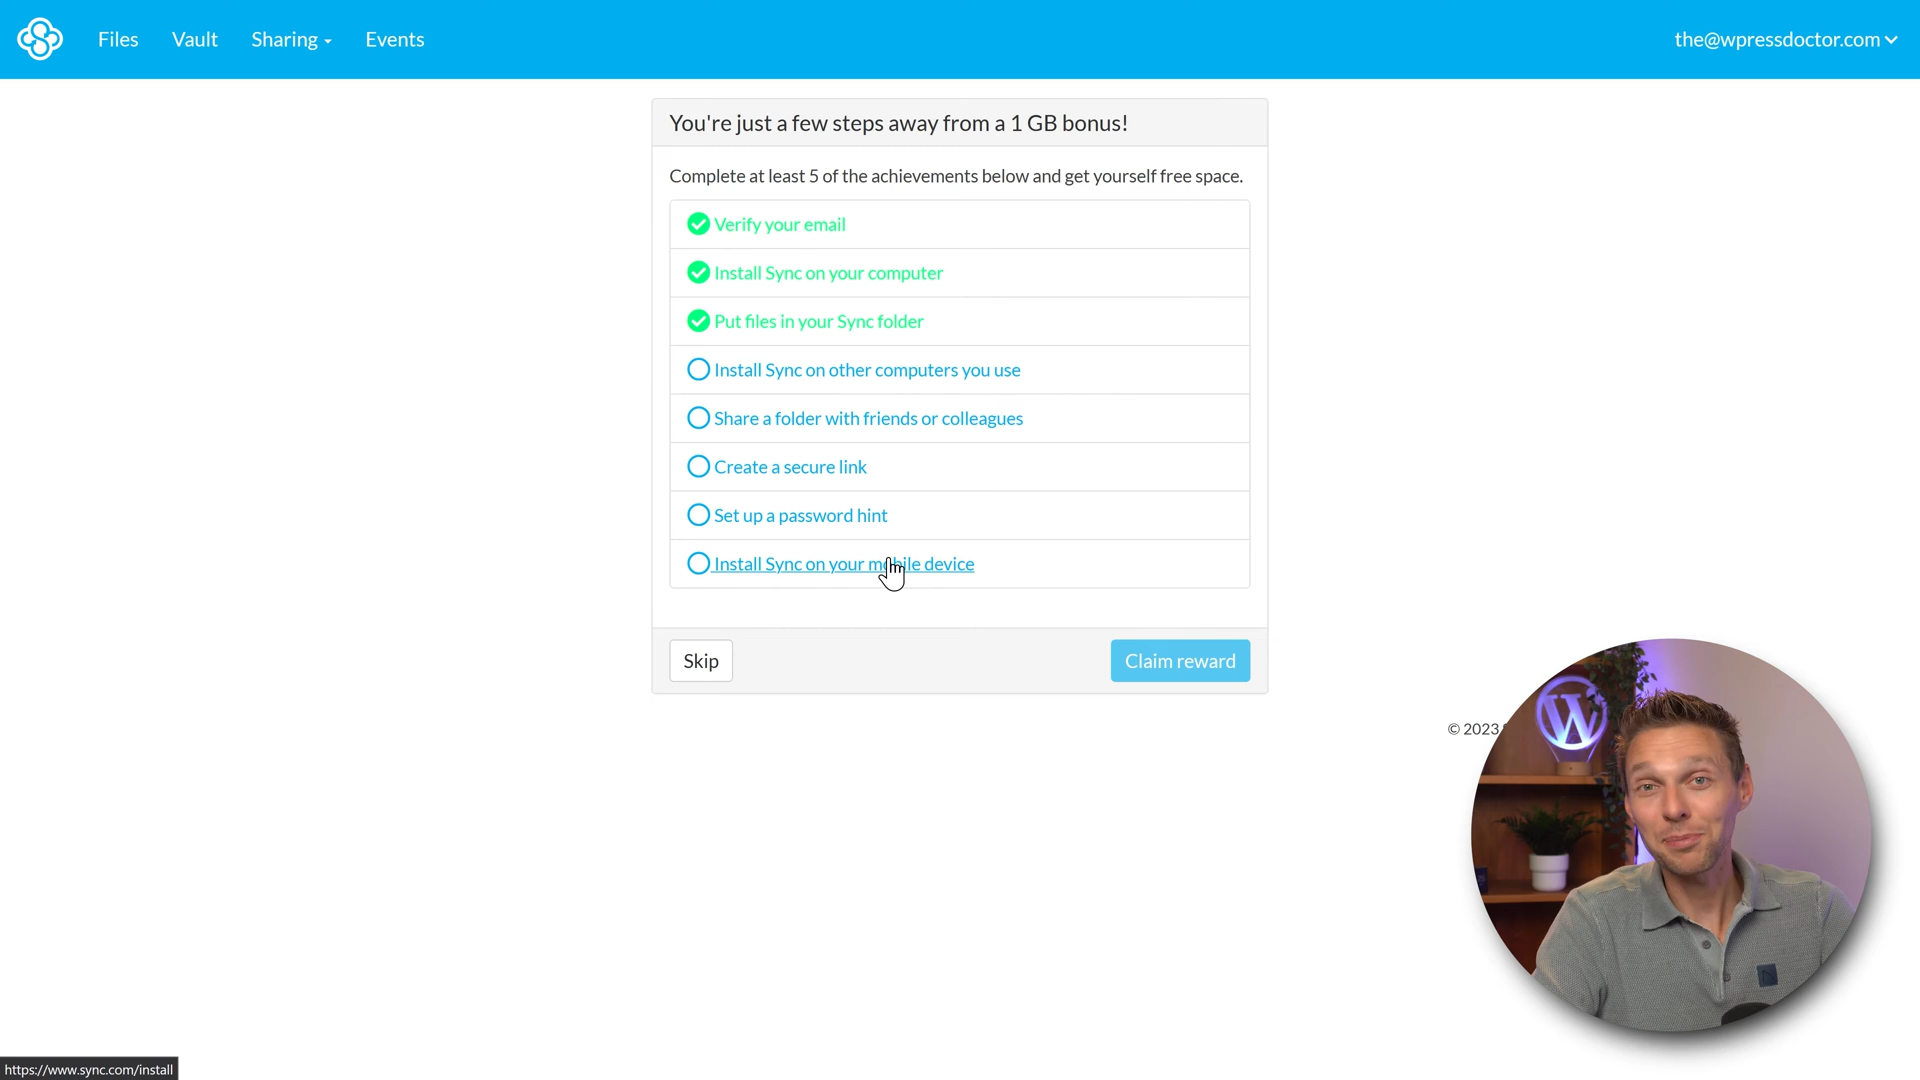 Files Vault Sharing Events the@wpressdoctor.com
You're just a few steps away from a 1 GB bonus!
Complete at least 5 of the achievements below and get yourself free space.
Verify your email
Install Sync on your computer
Put files in your Sync folder
Install Sync on other computers you use
Share a folder with friends or colleagues
Create a secure link
Set up a password hint
Install Sync on your mobile device
Skip Claim reward
© 2023
W
https://www.sync.com/install